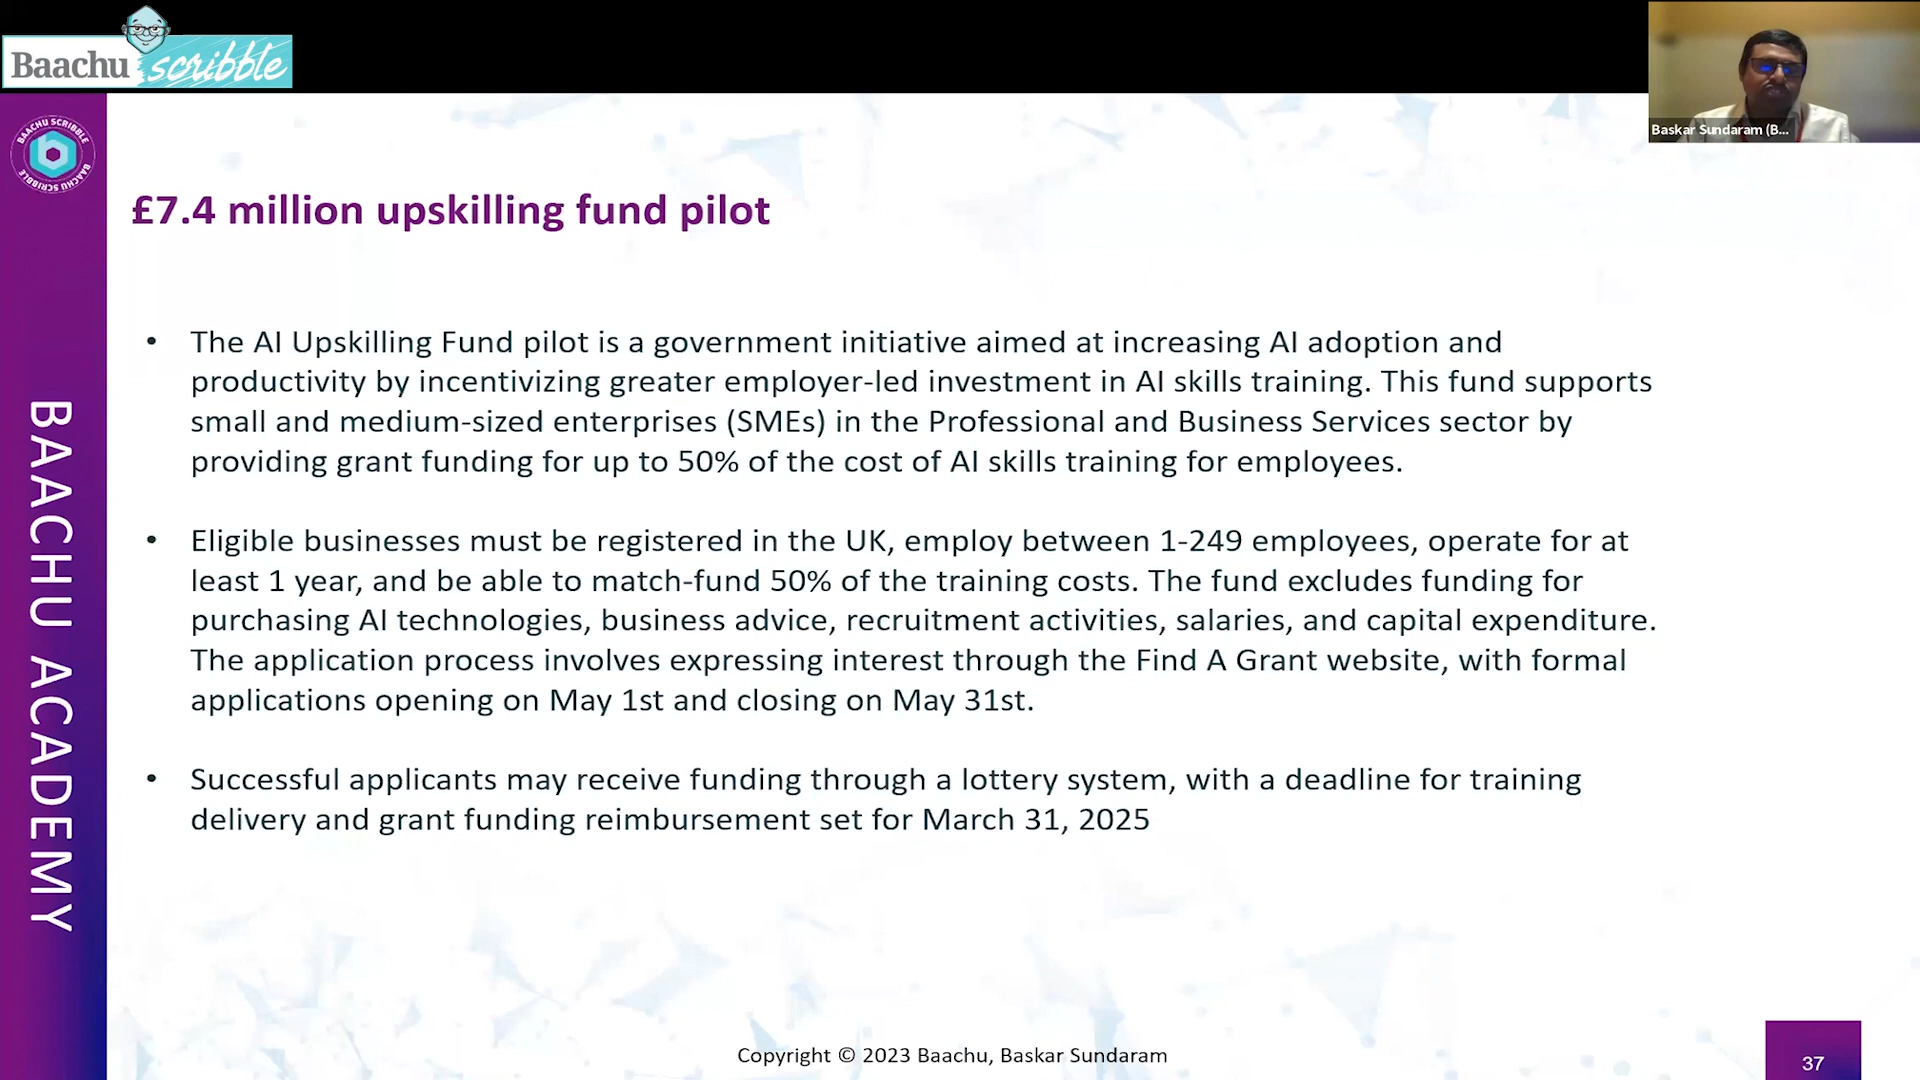 Baachu scribble
BAACHU SCRIBBLE
BAACHU SCRIBBLE
Baskar Sundaram (B...
£7.4 million upskilling fund pilot
• The AI Upskilling Fund pilot is a government initiative aimed at increasing AI adoption and
productivity by incentivizing greater employer-led investment in AI skills training. This fund supports
small and medium-sized enterprises (SMEs) in the Professional and Business Services sector by
providing grant funding for up to 50% of the cost of AI skills training for employees.
• Eligible businesses must be registered in the UK, employ between 1-249 employees, operate for at
least 1 year, and be able to match-fund 50% of the training costs. The fund excludes funding for
purchasing AI technologies, business advice, recruitment activities, salaries, and capital expenditure.
The application process involves expressing interest through the Find A Grant website, with formal
applications opening on May 1st and closing on May 31st.
• Successful applicants may receive funding through a lottery system, with a deadline for training
delivery and grant funding reimbursement set for March 31, 2025
BAACHU ACADEMY
Copyright © 2023 Baachu, Baskar Sundaram
37